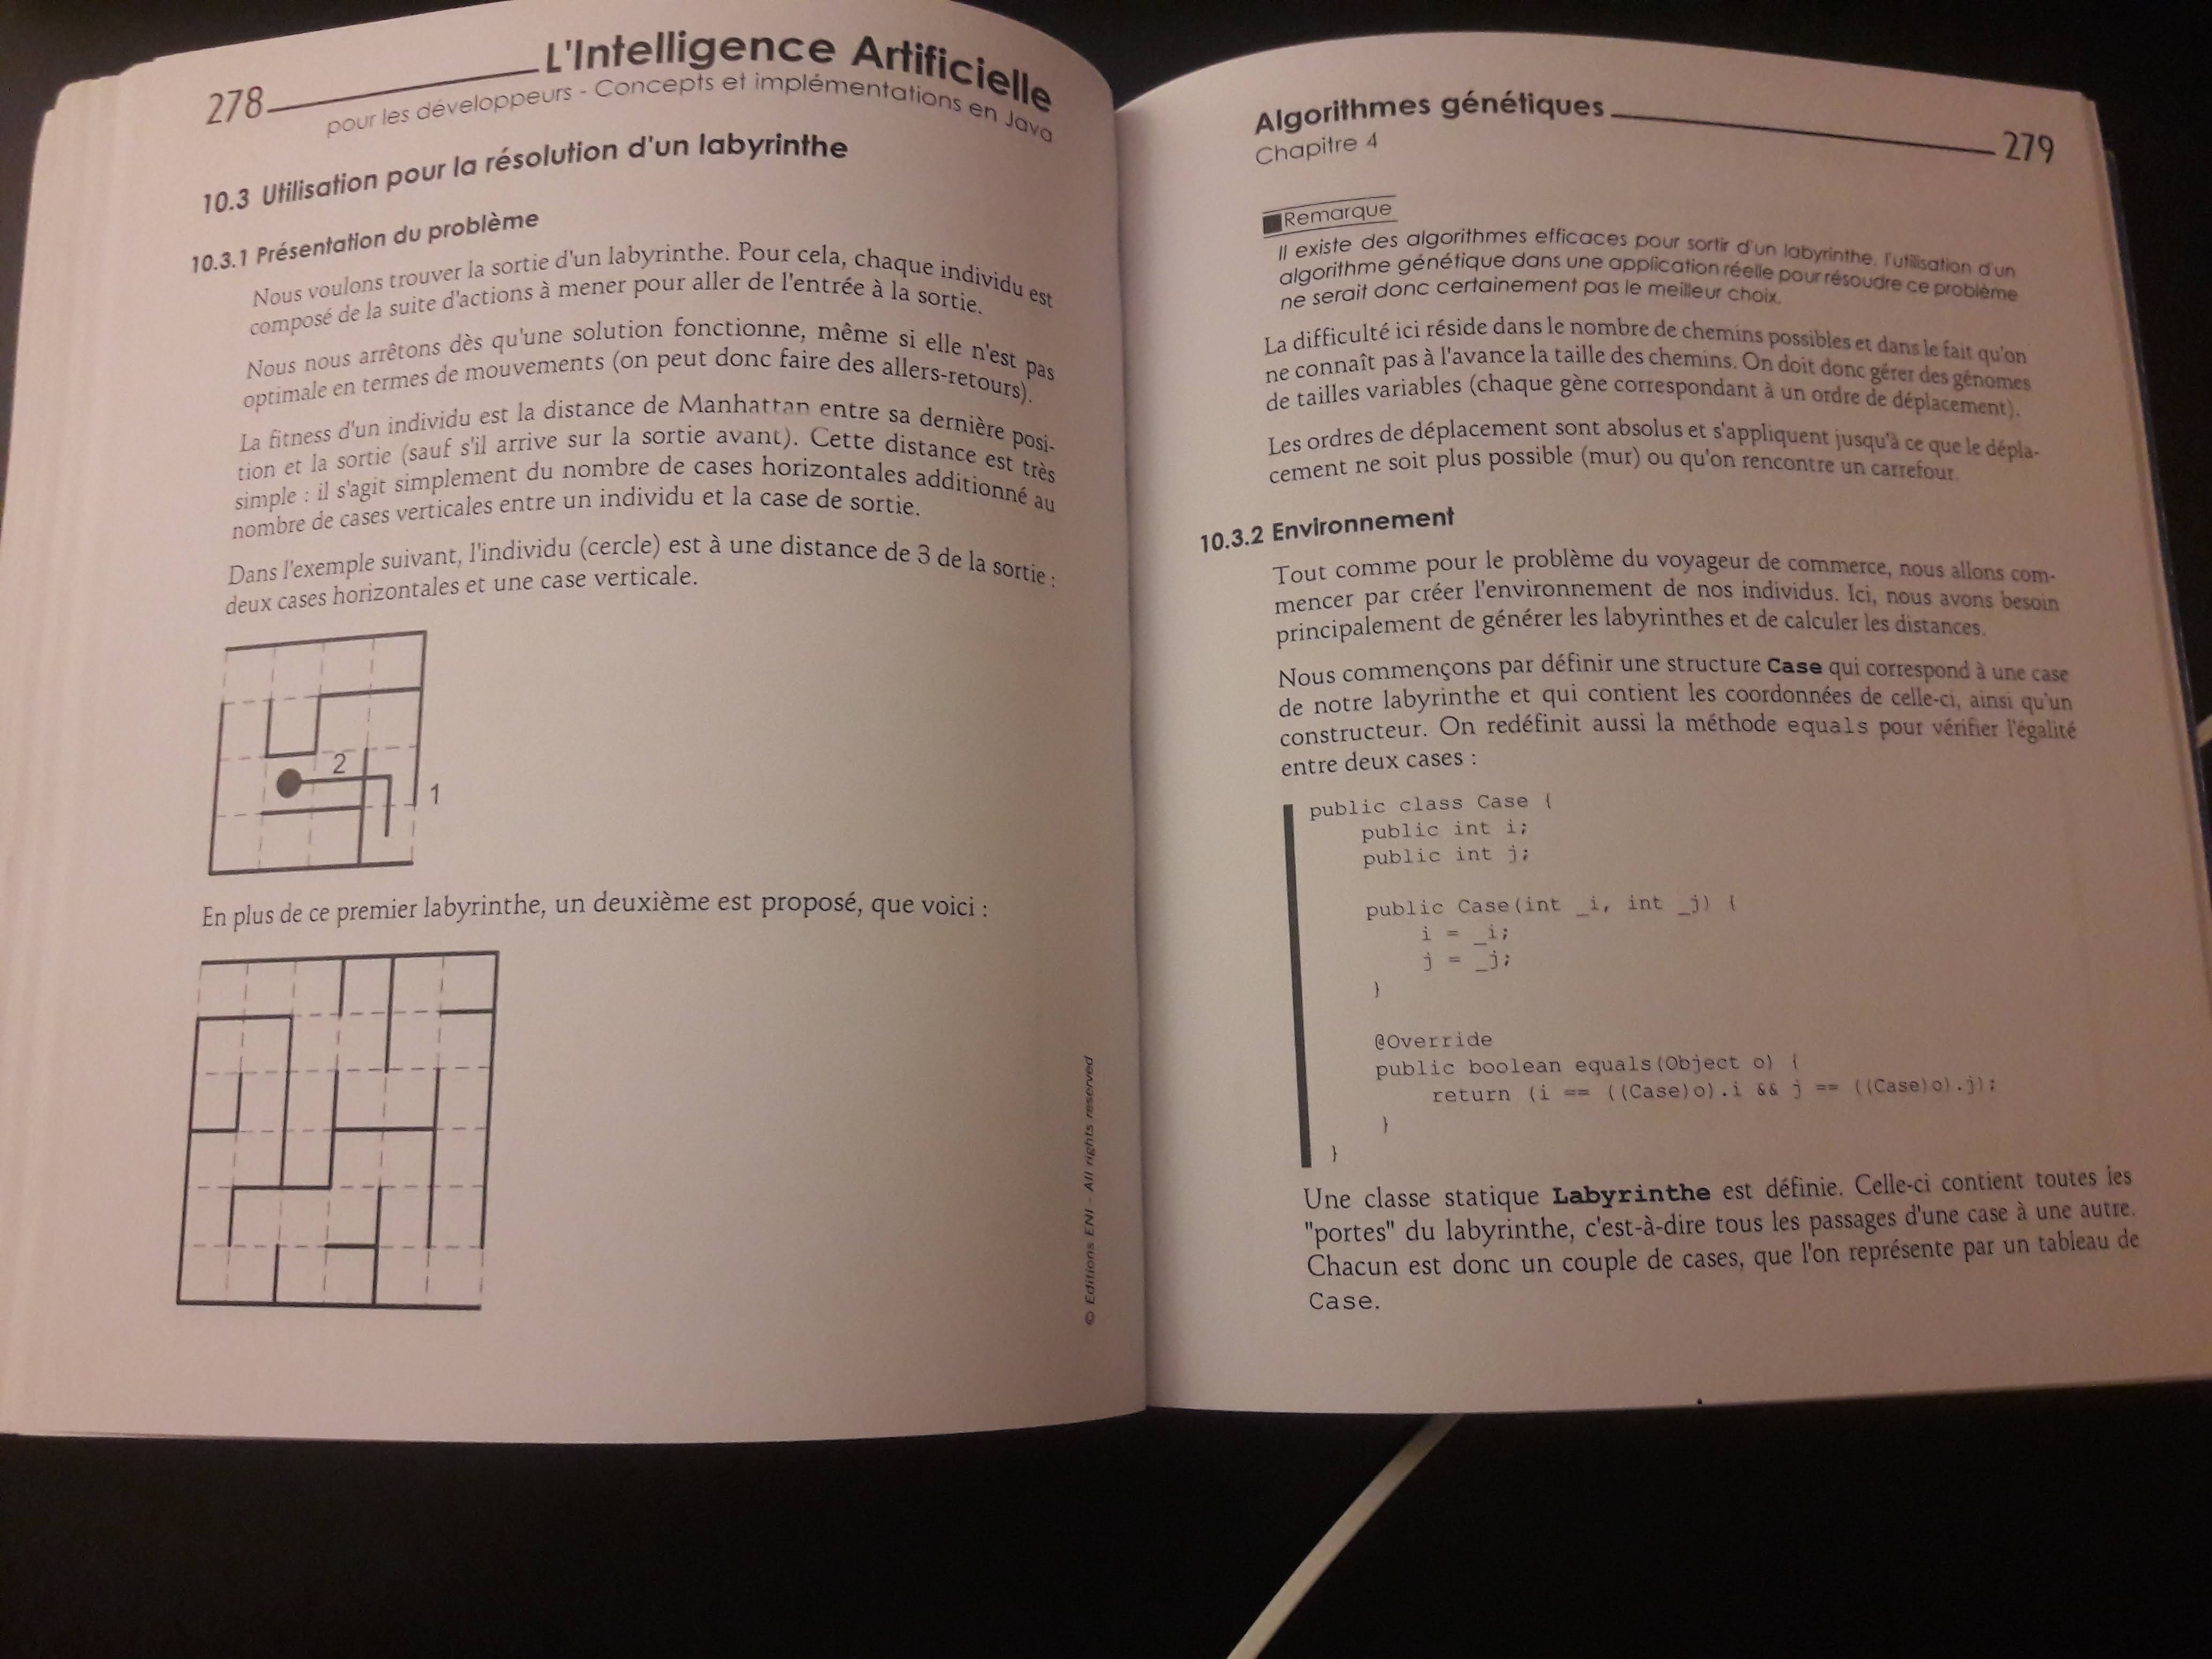 278
L'Intelligence Artificielle
pour les développeurs - Concepts et implémentations en Java
10.3 Utilisation pour la résolution d'un labyrinthe
10.3.1 Présentation du problème
Nous voulons trouver la sortie d'un labyrinthe. Pour cela, chaque individu est
composé de la suite d'actions à mener pour aller de l'entrée à la sortie.
Nous nous arrêtons dès qu'une solution fonctionne, même si elle n'est pas
optimale en termes de mouvements (on peut donc faire des allers-retours).
La fitness d'un individu est la distance de Manhattan entre sa dernière posi-
tion et la sortie (sauf s'il arrive sur la sortie avant). Cette distance est très
simple : il s'agit simplement du nombre de cases horizontales additionné au
nombre de cases verticales entre un individu et la case de sortie.
Dans l'exemple suivant, l'individu (cercle) est à une distance de 3 de la sortie :
deux cases horizontales et une case verticale.
2
1
En plus de ce premier labyrinthe, un deuxième est proposé, que voici :
© Editions ENI - All rights reserved
Algorithmes génétiques
Chapitre 4
279
Remarque
Il existe des algorithmes efficaces pour sortir d'un labyrinthe, l'utilisation d'un
algorithme génétique dans une application réelle pour résoudre ce problème
ne serait donc certainement pas le meilleur choix.
La difficulté ici réside dans le nombre de chemins possibles et dans le fait qu'on
ne connaît pas à l'avance la taille des chemins. On doit donc gérer des génomes
de tailles variables (chaque gène correspondant à un ordre de déplacement).
Les ordres de déplacement sont absolus et s'appliquent jusqu'à ce que le dépla-
cement ne soit plus possible (mur) ou qu'on rencontre un carrefour.
10.3.2 Environnement
Tout comme pour le problème du voyageur de commerce, nous allons com-
mencer par créer l'environnement de nos individus. Ici, nous avons besoin
principalement de générer les labyrinthes et de calculer les distances.
Nous commençons par définir une structure Case qui correspond à une case
de notre labyrinthe et qui contient les coordonnées de celle-ci, ainsi qu'un
constructeur. On redéfinit aussi la méthode equals pour vérifier l'égalité
entre deux cases :
public class Case {
public int i;
public int j;
public Case(int _i, int _j) {
i = _i;
j = _j;
}
@Override
public boolean equals(Object o) {
return (i == ((Case)o).i && j == ((Case)o).j);
}
}
Une classe statique Labyrinthe est définie. Celle-ci contient toutes les
"portes" du labyrinthe, c'est-à-dire tous les passages d'une case à une autre.
Chacun est donc un couple de cases, que l'on représente par un tableau de
Case.